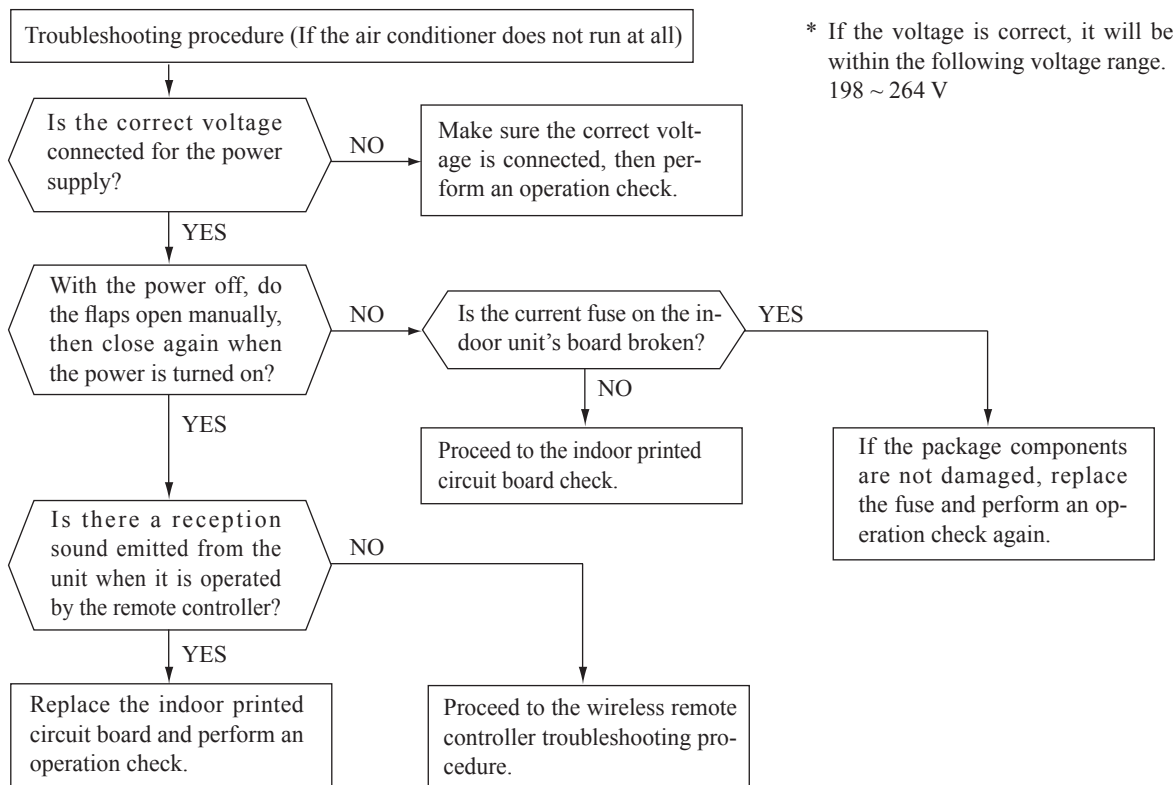 Troubleshooting procedure (If the air conditioner does not run at all)
* If the voltage is correct, it will be
within the following voltage range.
198 ~ 264 V
Is the correct voltage
connected for the power
supply?
NO
Make sure the correct volt-
age is connected, then per-
form an operation check.
YES
With the power off, do
the flaps open manually,
then close again when
the power is turned on?
NO
Is the current fuse on the in-
door unit's board broken?
YES
NO
YES
Proceed to the indoor printed
circuit board check.
If the package components
are not damaged, replace
the fuse and perform an op-
eration check again.
Is there a reception
sound emitted from the
unit when it is operated
by the remote controller?
NO
YES
Replace the indoor printed
circuit board and perform an
operation check.
Proceed to the wireless remote
controller troubleshooting pro-
cedure.